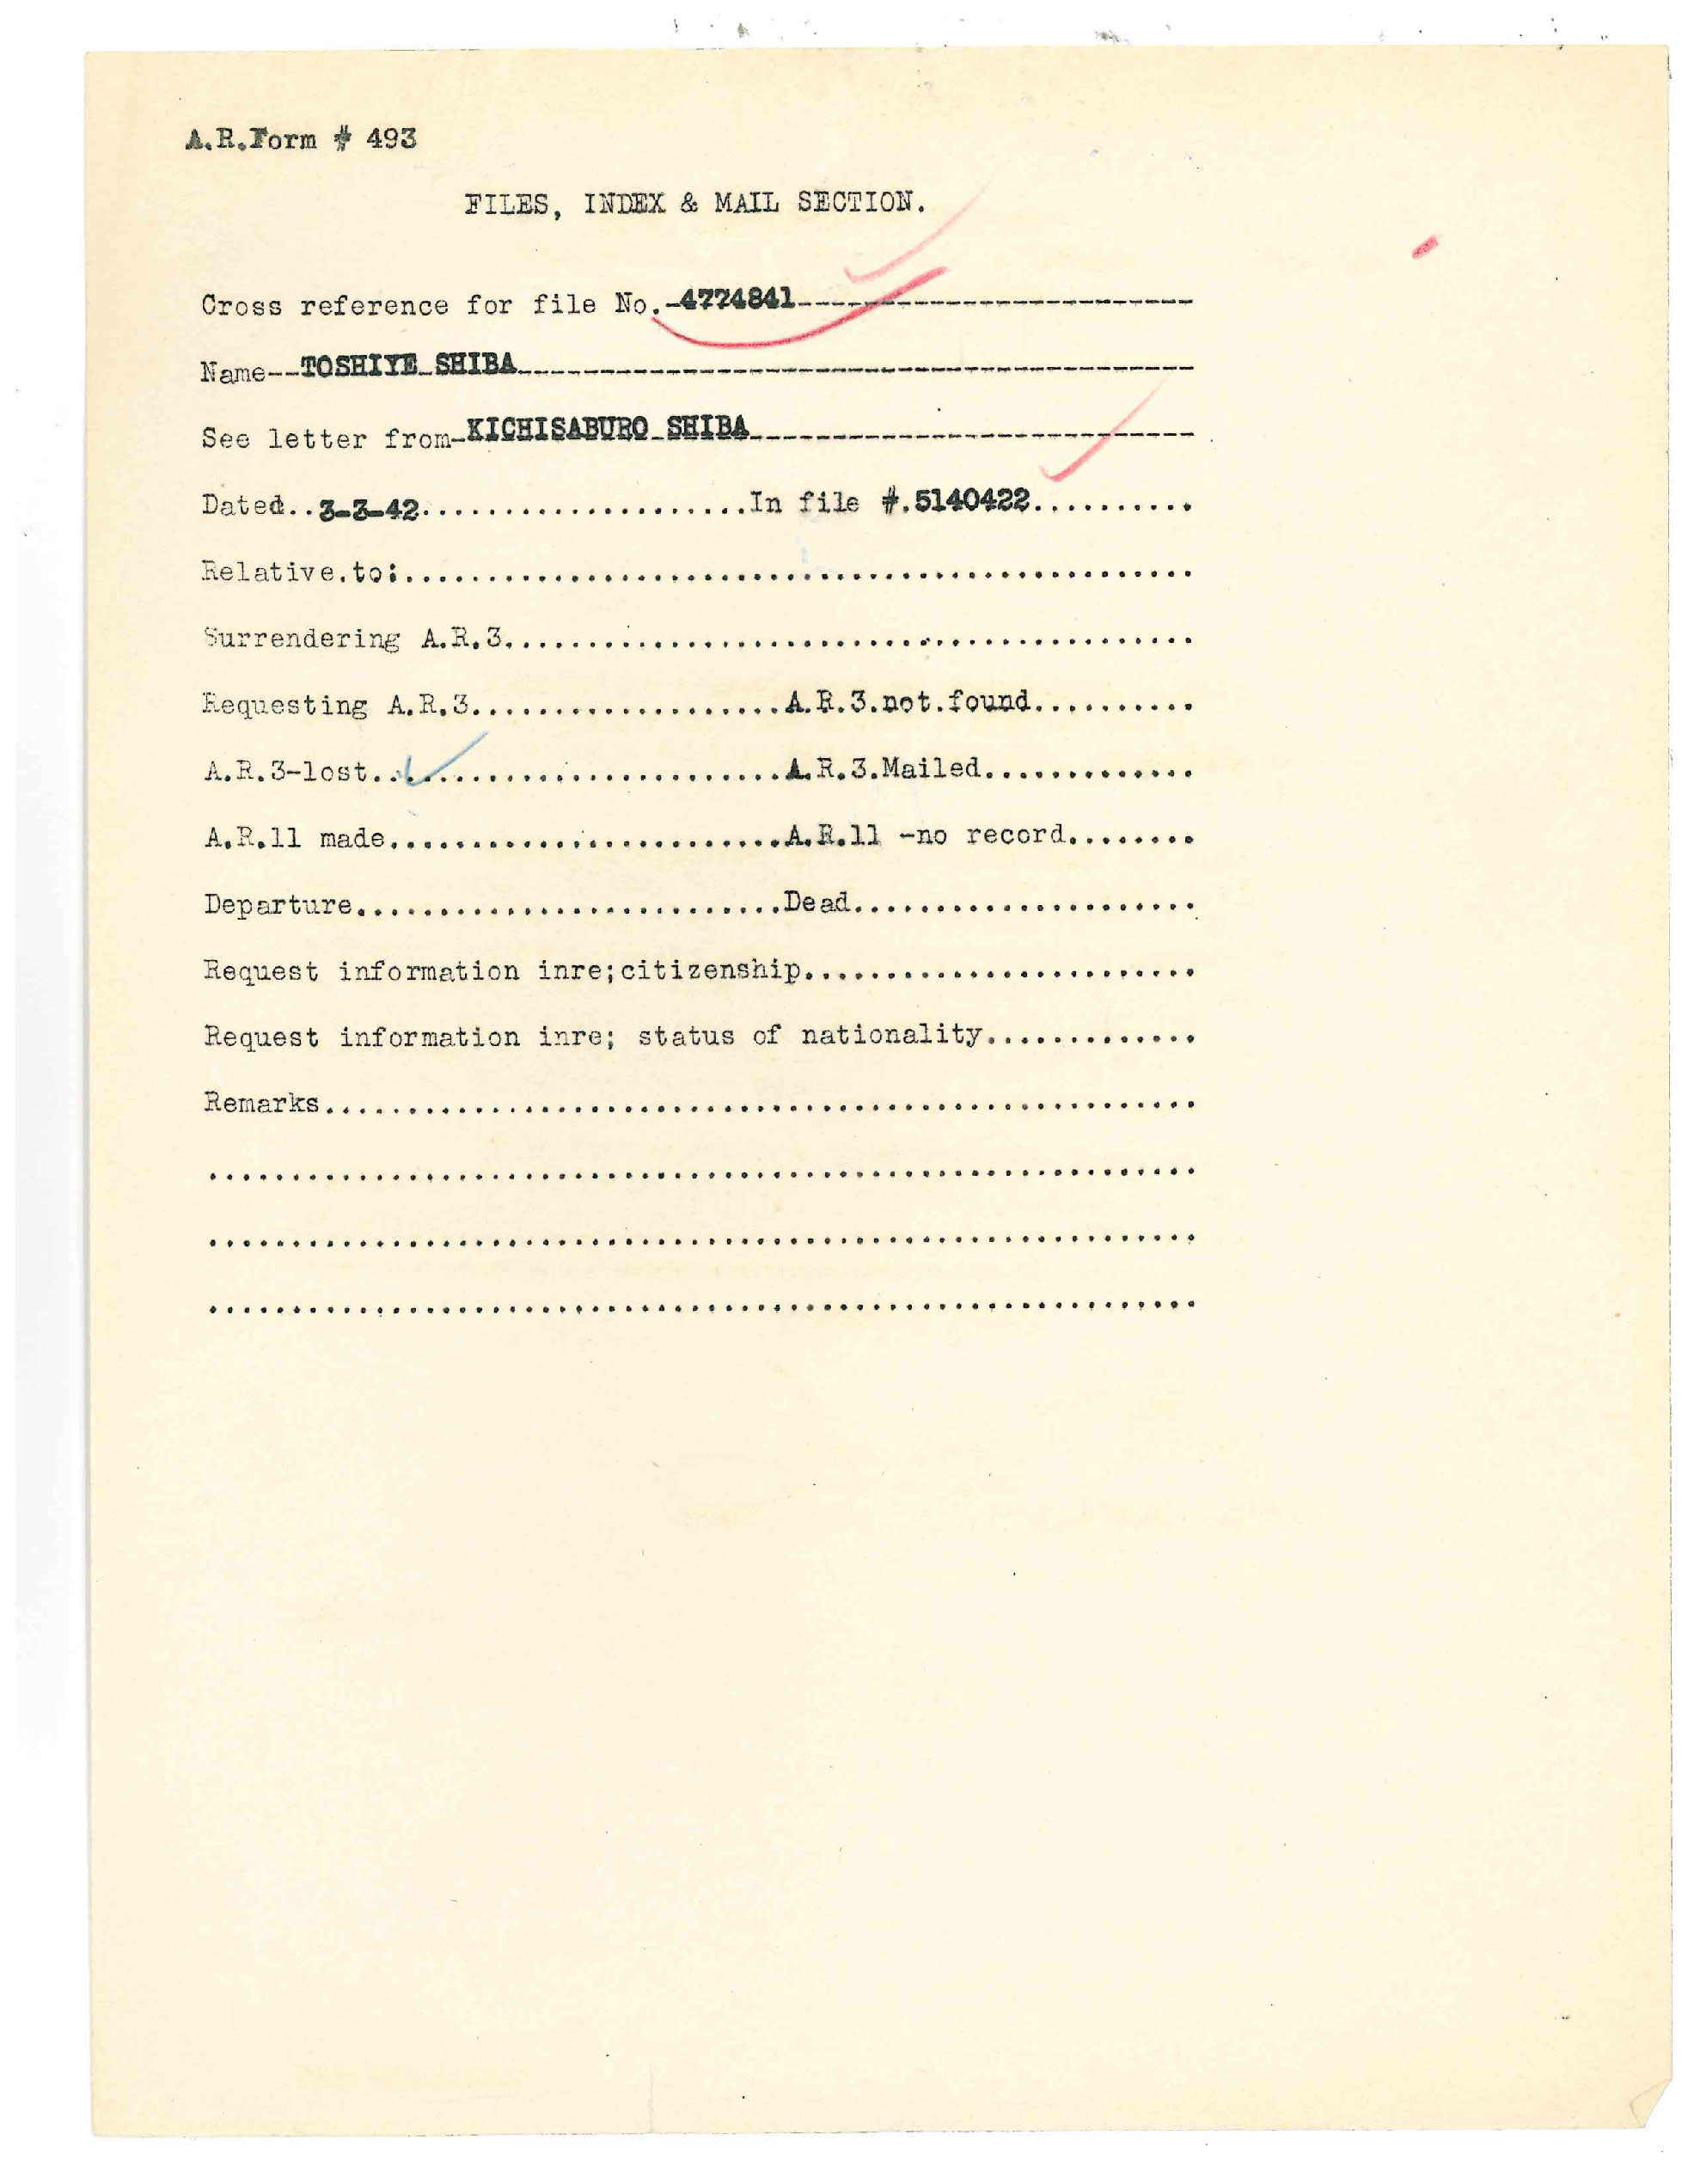 A.R.Form # 493
FILES, INDEX & MAIL SECTION.
Cross reference for file No.-4774841-----------------------
Name--TOSHIYE SHIBA----------------------------------------
See letter from-KICHISABURO SHIBA--------------------------
Dated..3-3-42....................In file #.5140422..........
Relative.to:................................................
Surrendering A.R.3..........................................
Requesting A.R.3...................A.R.3.not.found..........
A.R.3-lost..✓......................A.R.3.Mailed.............
A.R.11 made........................A.R.11 -no record........
Departure..........................Dead.....................
Request information inre;citizenship........................
Request information inre; status of nationality.............
Remarks.....................................................
............................................................
............................................................
............................................................